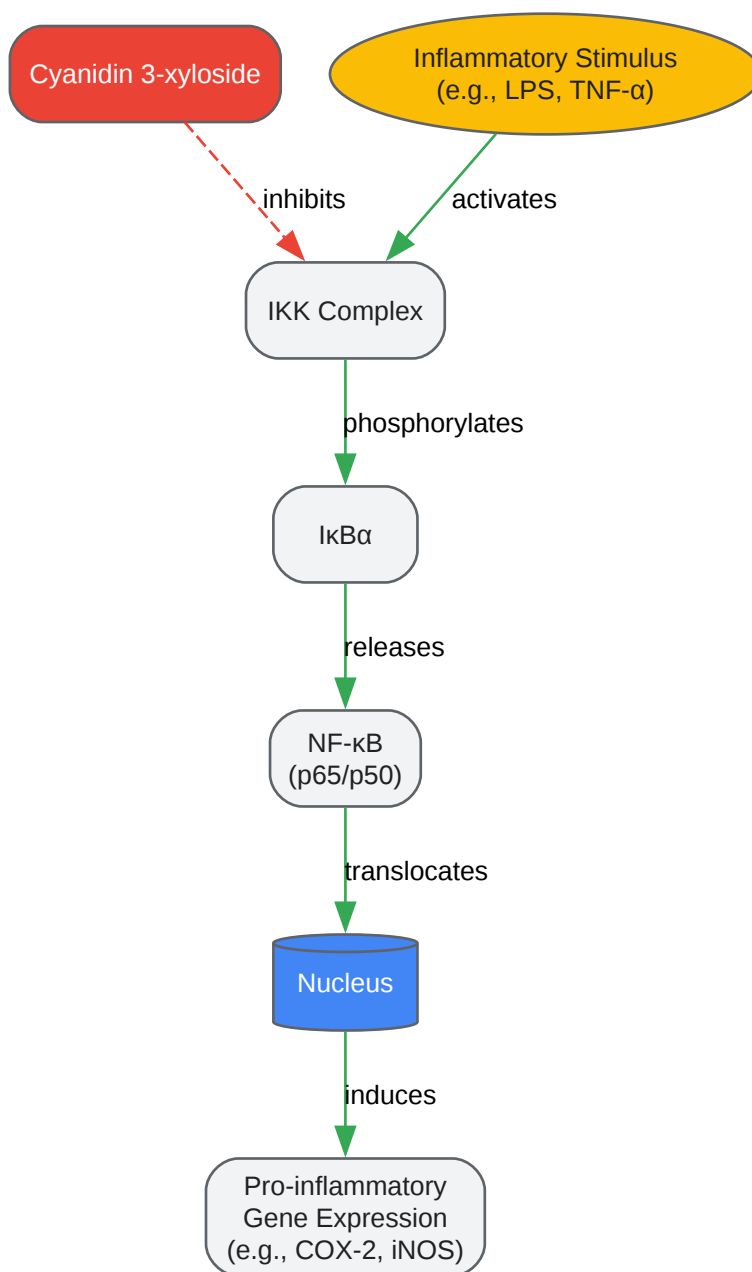 Cyanidin 3-xyloside
Inflammatory Stimulus
(e.g., LPS, TNF-α)
inhibits
activates
IKK Complex
phosphorylates
IκBα
releases
NF-κB
(p65/p50)
translocates
Nucleus
induces
Pro-inflammatory
Gene Expression
(e.g., COX-2, iNOS)